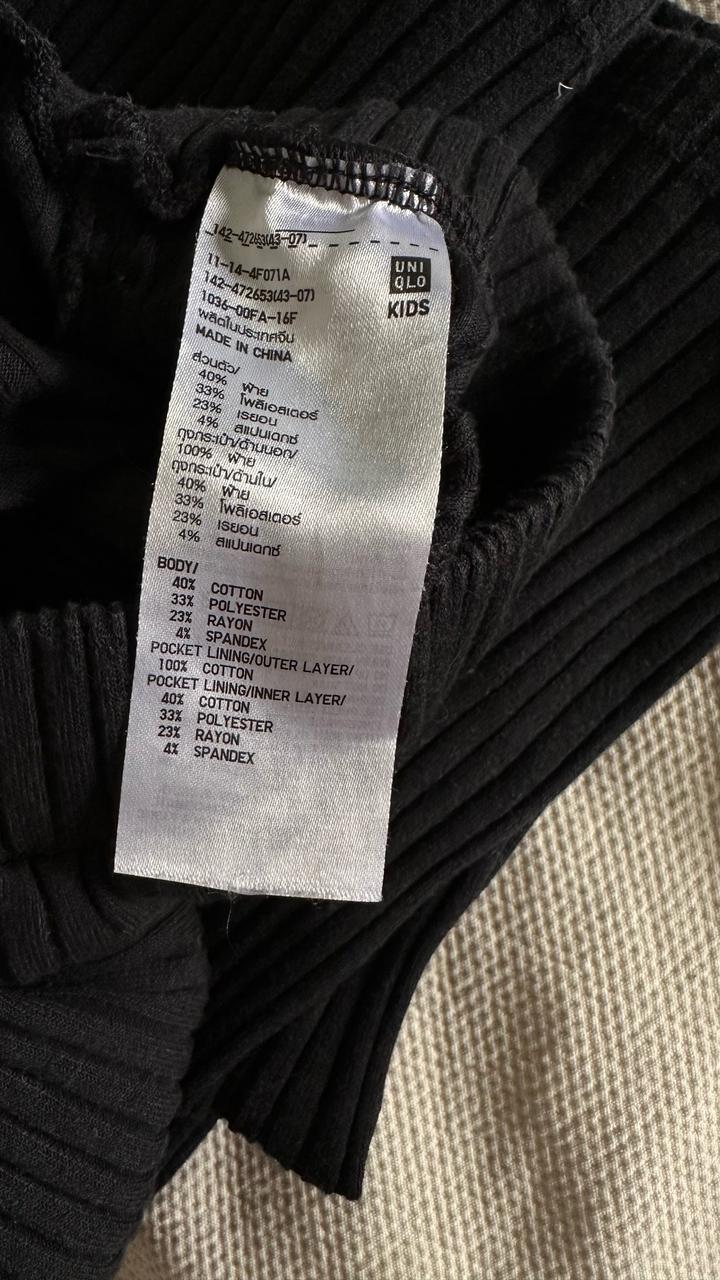 142-472653(43-07)
UNI
QLO
KIDS
11-14-4F071A
142-472653(43-07)
1036-00FA-16F
ผลิตในประเทศจีน
MADE IN CHINA
ส่วนตัว/
40% ฝ้าย
33% โพลีเอสเตอร์
23% เรยอน
4% สแปนเดกซ์
ถุงกระเป๋า/ด้านนอก/
100% ฝ้าย
ถุงกระเป๋า/ด้านใน/
40% ฝ้าย
33% โพลีเอสเตอร์
23% เรยอน
4% สแปนเดกซ์
BODY/
40% COTTON
33% POLYESTER
23% RAYON
4% SPANDEX
POCKET LINING/OUTER LAYER/
100% COTTON
POCKET LINING/INNER LAYER/
40% COTTON
33% POLYESTER
23% RAYON
4% SPANDEX